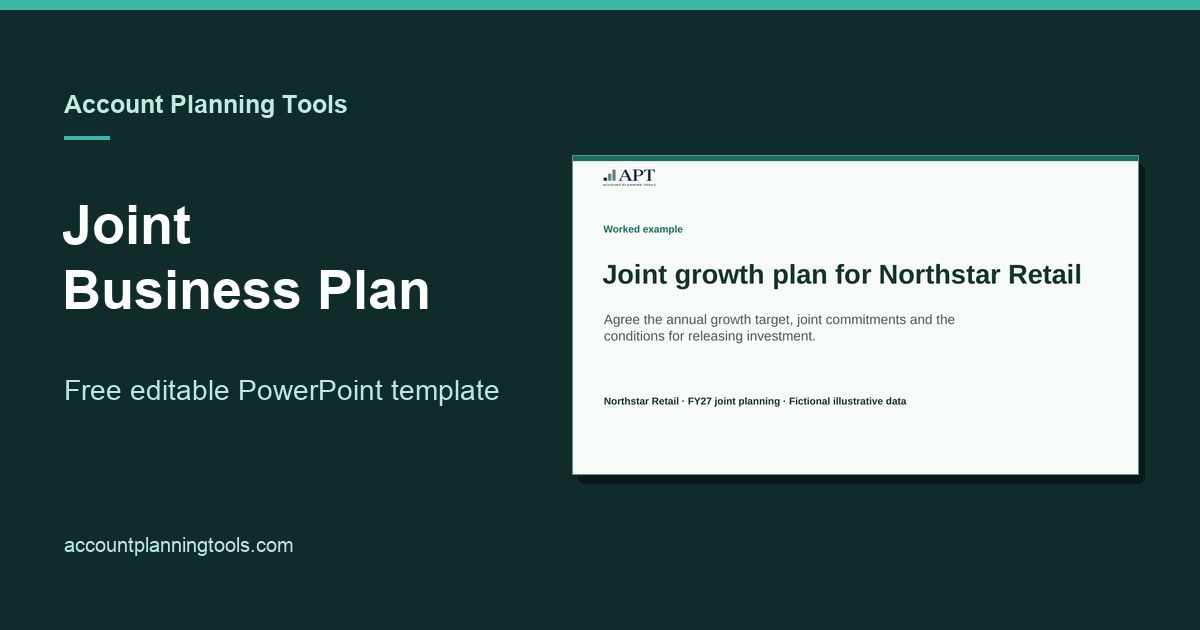 Account Planning Tools
Joint
Business Plan
Free editable PowerPoint template
accountplanningtools.com
APT
ACCOUNT PLANNING TOOLS
Worked example
Joint growth plan for Northstar Retail
Agree the annual growth target, joint commitments and the
conditions for releasing investment.
Northstar Retail · FY27 joint planning · Fictional illustrative data